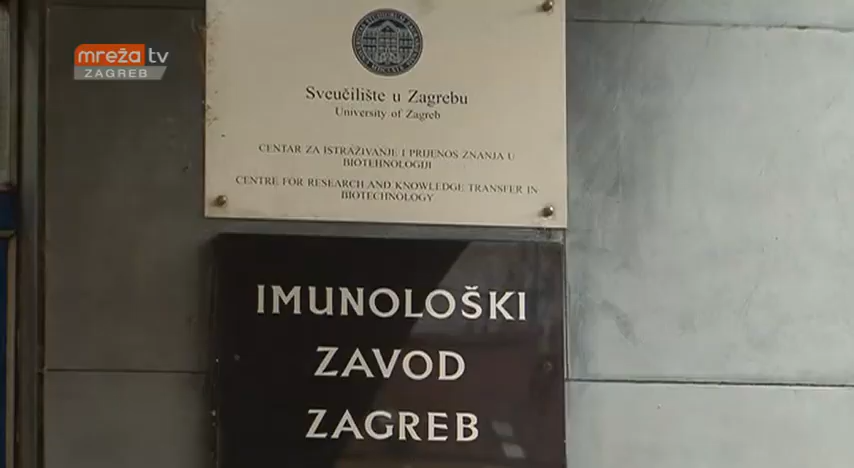 mreža tv
ZAGREB
Sveučilište u Zagrebu
University of Zagreb
CENTAR ZA ISTRAŽIVANJE I PRIJENOS ZNANJA U
BIOTEHNOLOGIJI
CENTRE FOR RESEARCH AND KNOWLEDGE TRANSFER IN
BIOTECHNOLOGY
IMUNOLOŠKI
ZAVOD
ZAGREB